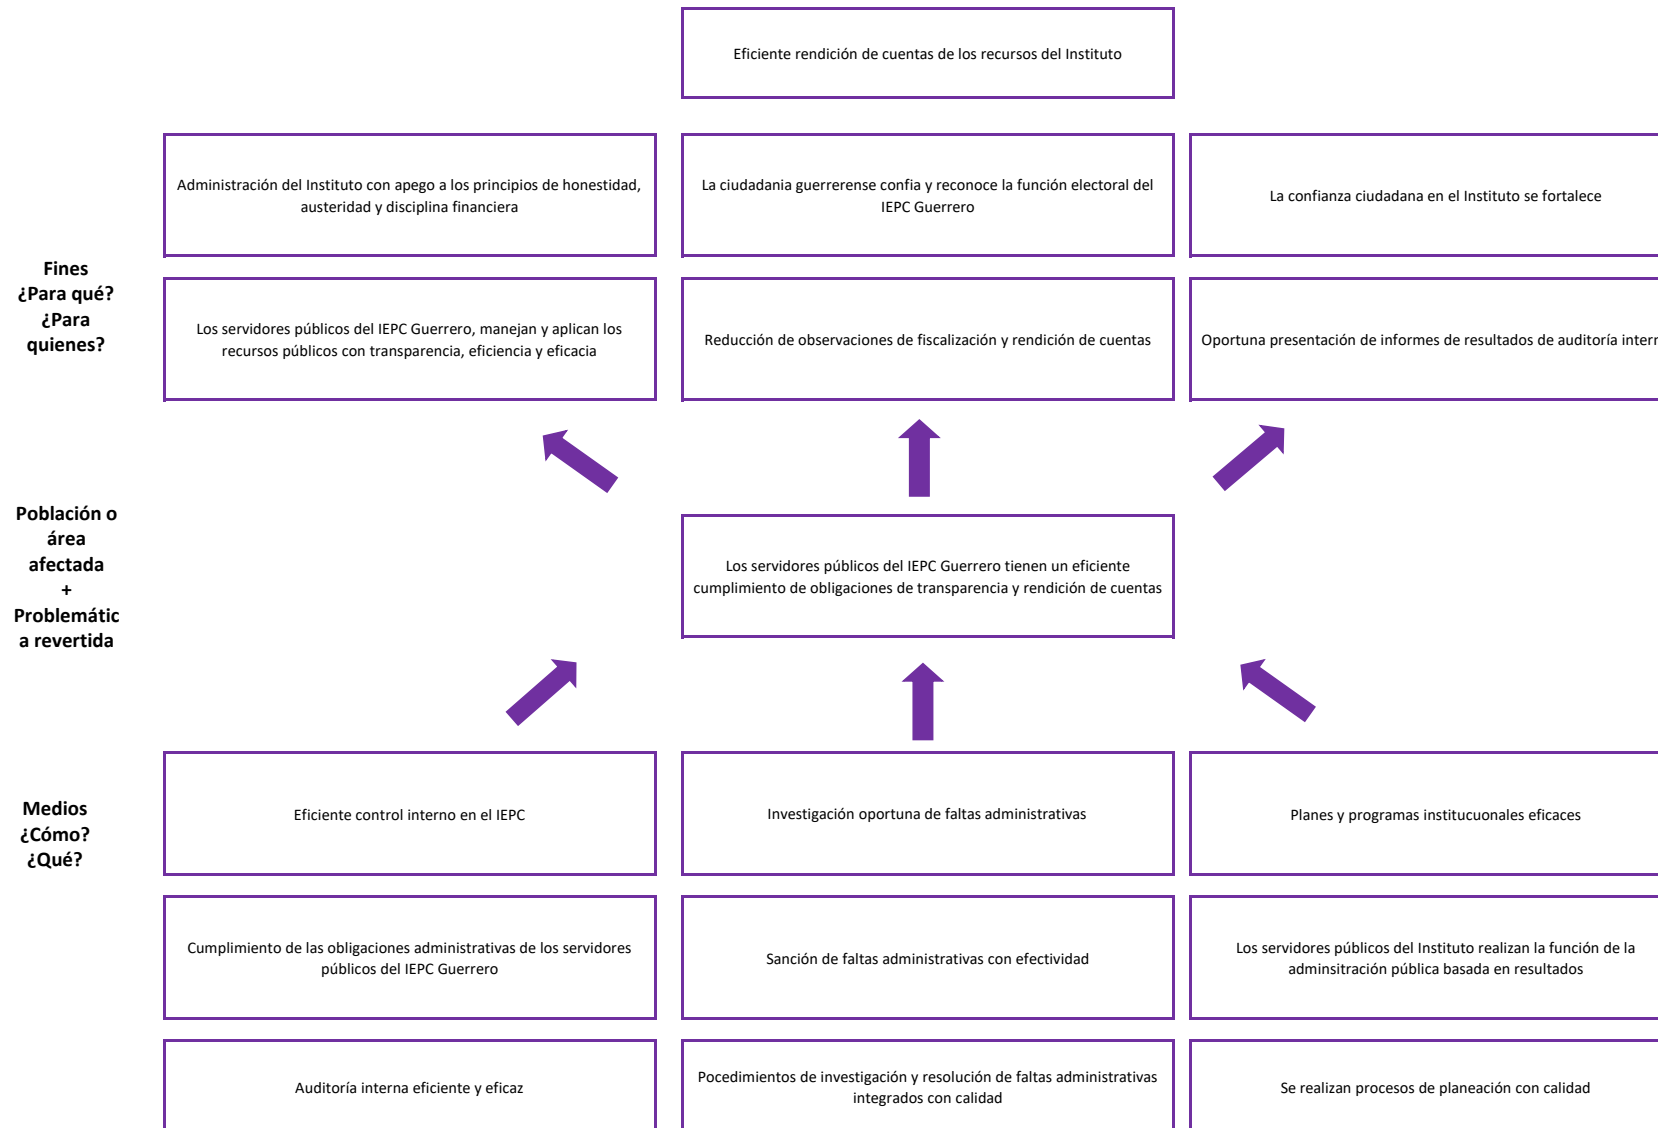 Eficiente rendición de cuentas de los recursos del Instituto
Administración del Instituto con apego a los principios de honestidad,
austeridad y disciplina financiera
La ciudadania guerrerense confia y reconoce la función electoral del
IEPC Guerrero
La confianza ciudadana en el Instituto se fortalece
Fines
¿Para qué?
¿Para
quienes?
Los servidores públicos del IEPC Guerrero, manejan y aplican los
recursos públicos con transparencia, eficiencia y eficacia
Reducción de observaciones de fiscalización y rendición de cuentas
Oportuna presentación de informes de resultados de auditoría intern
Población o
área
afectada
+
Problemátic
a revertida
Los servidores públicos del IEPC Guerrero tienen un eficiente
cumplimiento de obligaciones de transparencia y rendición de cuentas
Medios
¿Cómo?
¿Qué?
Eficiente control interno en el IEPC
Investigación oportuna de faltas administrativas
Planes y programas institucuonales eficaces
Cumplimiento de las obligaciones administrativas de los servidores
públicos del IEPC Guerrero
Sanción de faltas administrativas con efectividad
Los servidores públicos del Instituto realizan la función de la
adminsitración pública basada en resultados
Auditoría interna eficiente y eficaz
Pocedimientos de investigación y resolución de faltas administrativas
integrados con calidad
Se realizan procesos de planeación con calidad